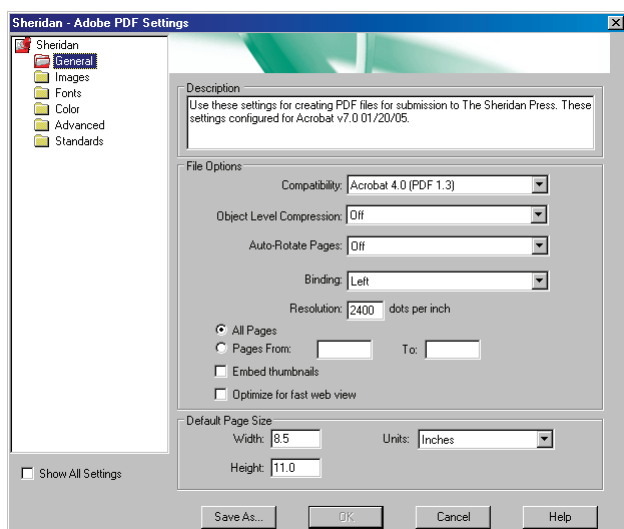 Sheridan - Adobe PDF Settings
Sheridan
General
Images
Fonts
Color
Advanced
Standards
Show All Settings
Description
Use these settings for creating PDF files for submission to The Sheridan Press. These
settings configured for Acrobat v7.0 01/20/05.
File Options
Compatibility: Acrobat 4.0 (PDF 1.3)
Object Level Compression: Off
Auto-Rotate Pages: Off
Binding: Left
Resolution: 2400 dots per inch
All Pages
Pages From: To:
Embed thumbnails
Optimize for fast web view
Default Page Size
Width: 8.5 Units: Inches
Height: 11.0
Save As... OK Cancel Help